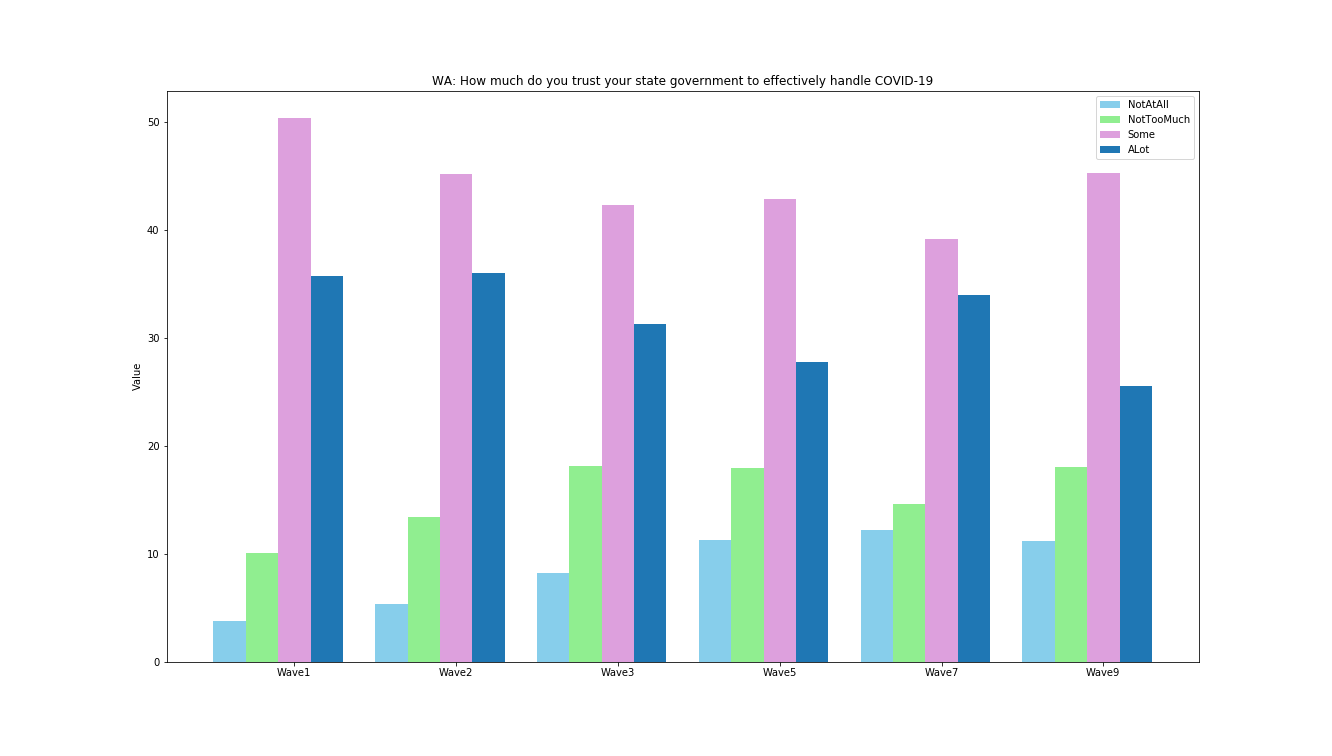 WA: How much do you trust your state government to effectively handle COVID-19
NotAtAll
NotTooMuch
Some
ALot
50
40
30
20
10
0
Value
Wave1 Wave2 Wave3 Wave5 Wave7 Wave9